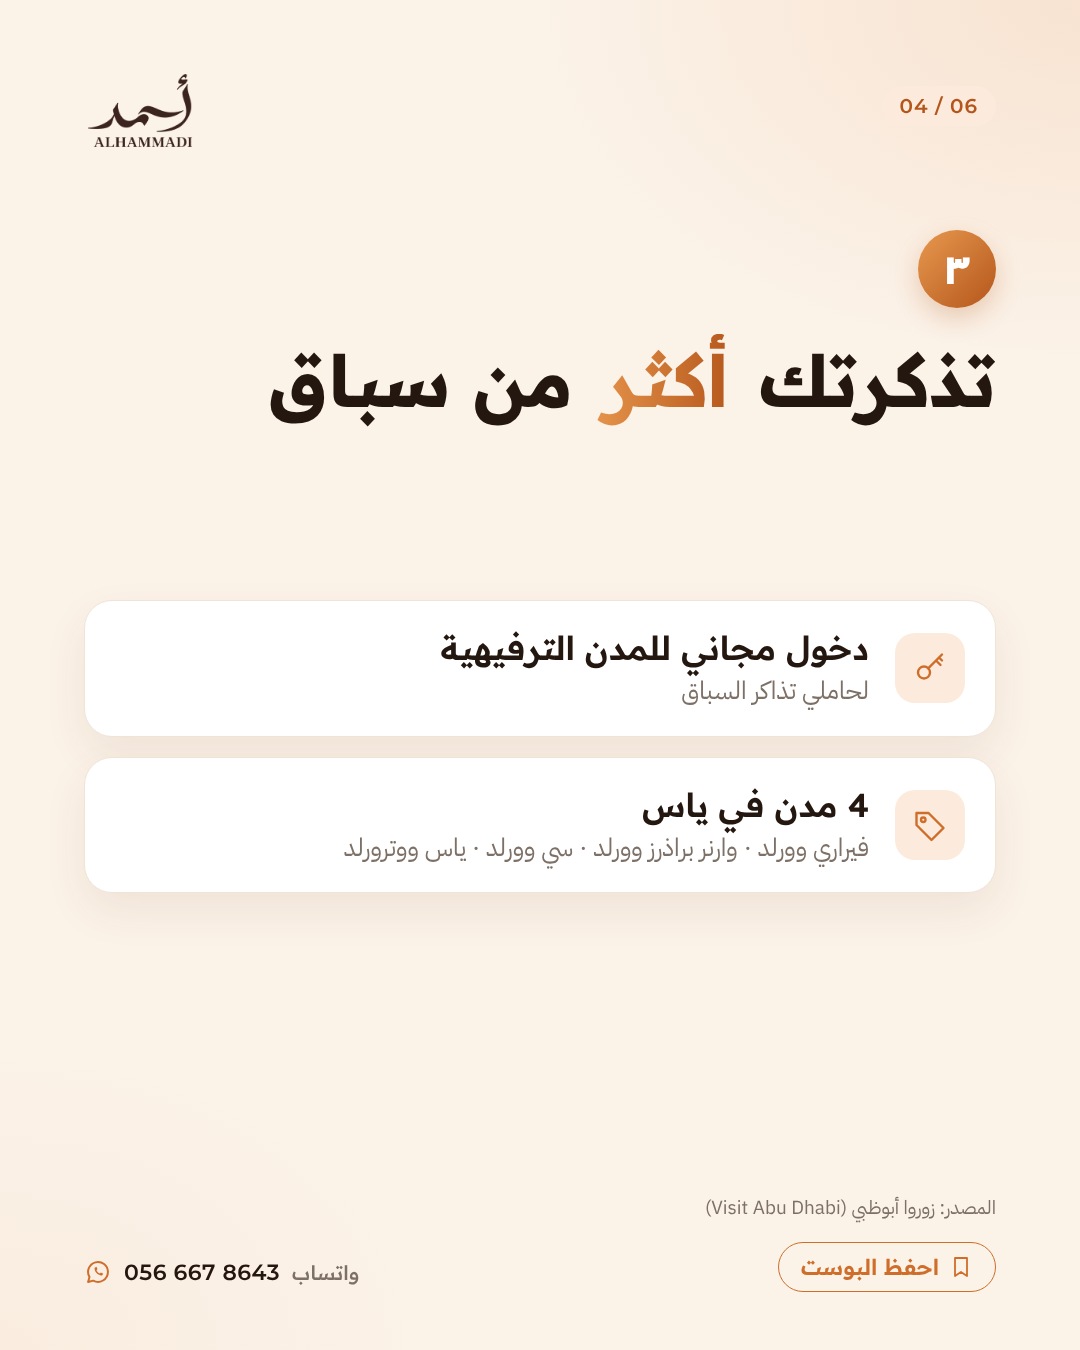 04 / 06
أحمد
ALHAMMADI
٣
تذكرتك أكثر من سباق
دخول مجاني للمدن الترفيهية
لحاملي تذاكر السباق
4 مدن في ياس
فيراري وورلد · وارنر براذرز وورلد · سي وورلد · ياس ووترورلد
المصدر: زوروا أبوظبي (Visit Abu Dhabi)
احفظ البوست
واتساب 056 667 8643